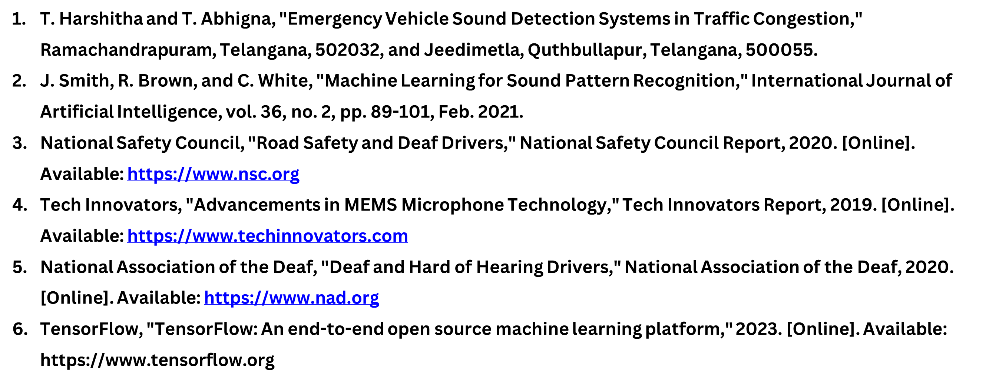 1. T. Harshitha and T. Abhigna, "Emergency Vehicle Sound Detection Systems in Traffic Congestion,"
Ramachandrapuram, Telangana, 502032, and Jeedimetla, Quthbullapur, Telangana, 500055.
2. J. Smith, R. Brown, and C. White, "Machine Learning for Sound Pattern Recognition," International Journal of
Artificial Intelligence, vol. 36, no. 2, pp. 89-101, Feb. 2021.
3. National Safety Council, "Road Safety and Deaf Drivers," National Safety Council Report, 2020. [Online].
Available: https://www.nsc.org
4. Tech Innovators, "Advancements in MEMS Microphone Technology," Tech Innovators Report, 2019. [Online].
Available: https://www.techinnovators.com
5. National Association of the Deaf, "Deaf and Hard of Hearing Drivers," National Association of the Deaf, 2020.
[Online]. Available: https://www.nad.org
6. TensorFlow, "TensorFlow: An end-to-end open source machine learning platform," 2023. [Online]. Available:
https://www.tensorflow.org